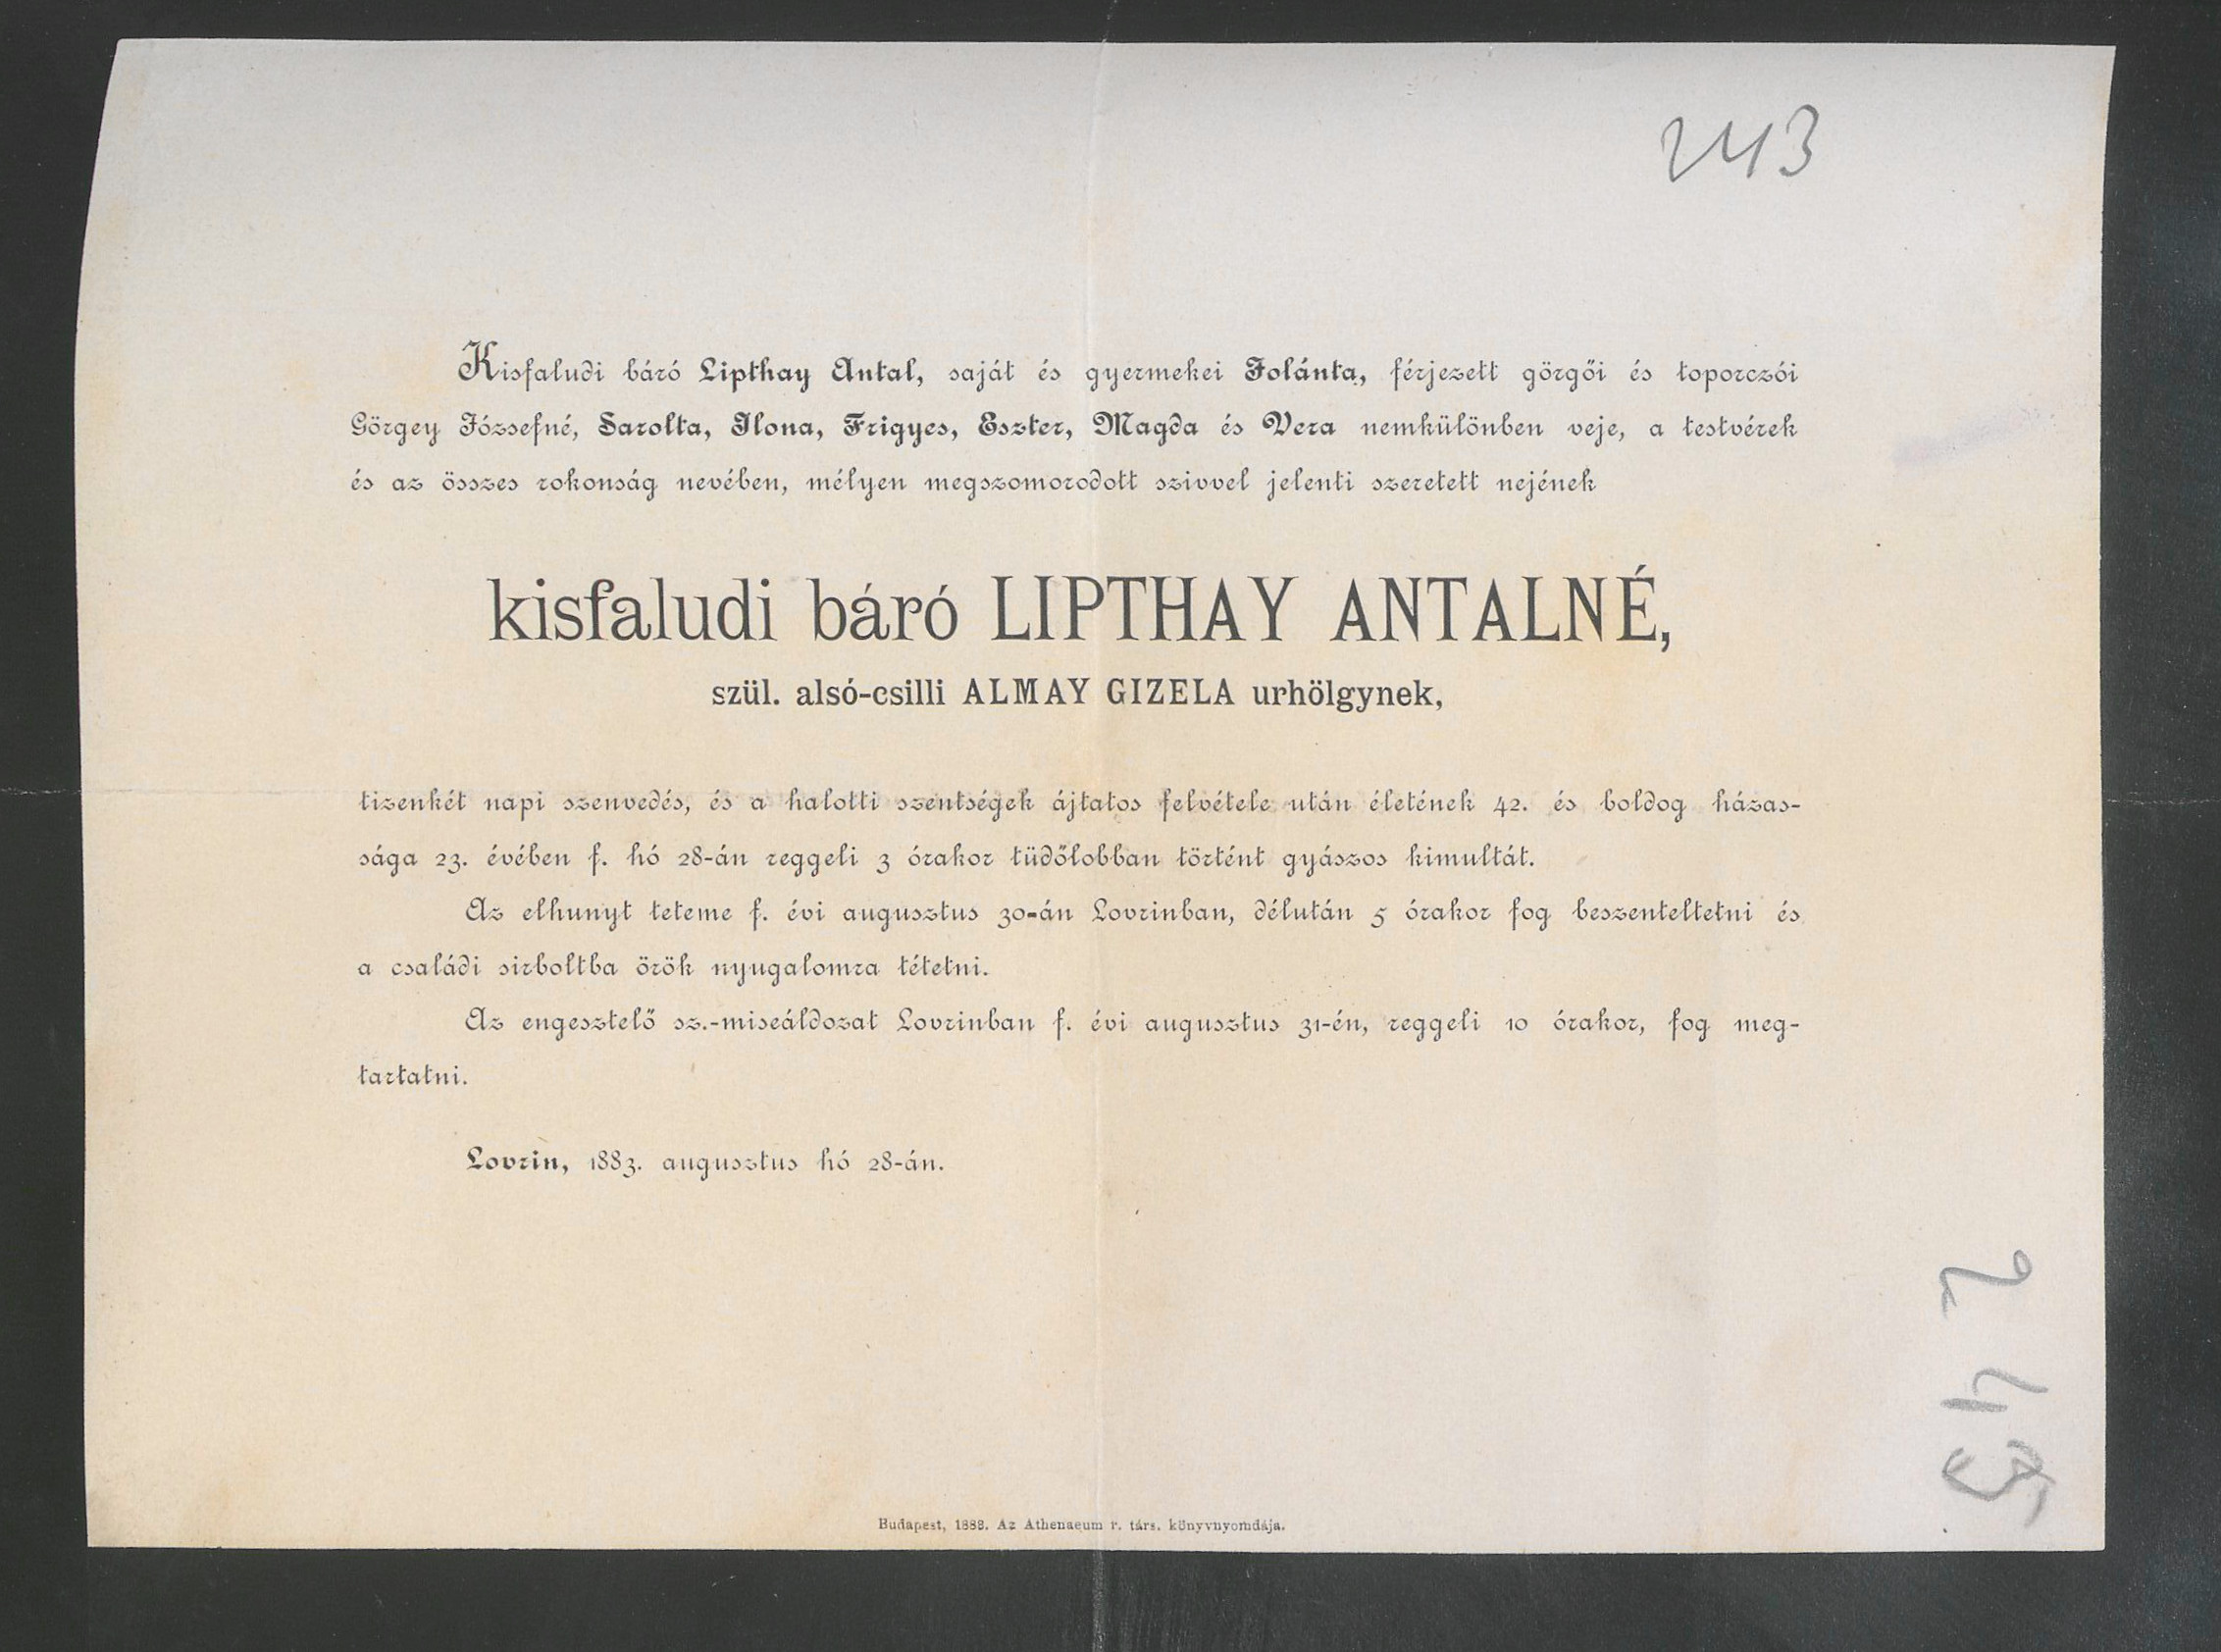 243
Kisfaludi báró Lipthay Antal, saját és gyermekei Jolánta, férjezett görgői és toporczói
Görgey Józsefné, Sarolta, Ilona, Frigyes, Eszter, Magda és Vera nemkülönben veje, a testvérek
és az összes rokonság nevében, mélyen megszomorodott szivvel jelenti szeretett nejének
kisfaludi báró LIPTHAY ANTALNÉ,
szül. alsó-csilli ALMAY GIZELA urhölgynek,
tizenkét napi szenvedés, és a halotti szentségek ájtatos felvétele után életének 42. és boldog házas-
sága 23. évében f. hó 28-án reggeli 3 órakor tüdőlobban történt gyászos kimultát.
Az elhunyt teteme f. évi augusztus 30-án Lovrinban, délután 5 órakor fog beszenteltetni és
a családi sirboltba örök nyugalomra tétetni.
Az engesztelő sz.-miseáldozat Lovrinban f. évi augusztus 31-én, reggeli 10 órakor, fog meg-
tartatni.
Lovrin, 1883. augusztus hó 28-án.
243
Budapest, 1883. Az Athenaeum r. társ. könyvnyomdája.